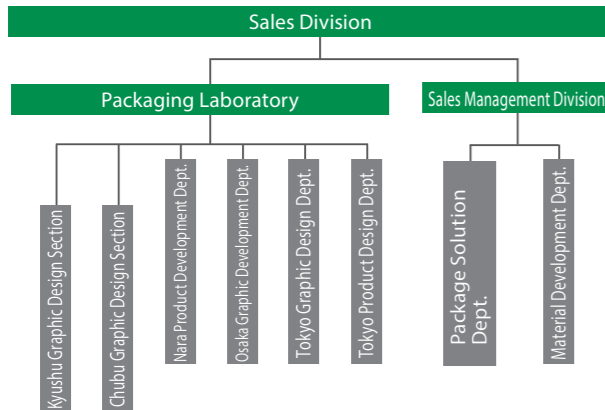 Sales Division
Packaging Laboratory
Sales Management Division
Kyushu Graphic Design Section
Chubu Graphic Design Section
Nara Product Development Dept.
Osaka Graphic Development Dept.
Tokyo Graphic Design Dept.
Tokyo Product Design Dept.
Package Solution
Dept.
Material Development Dept.